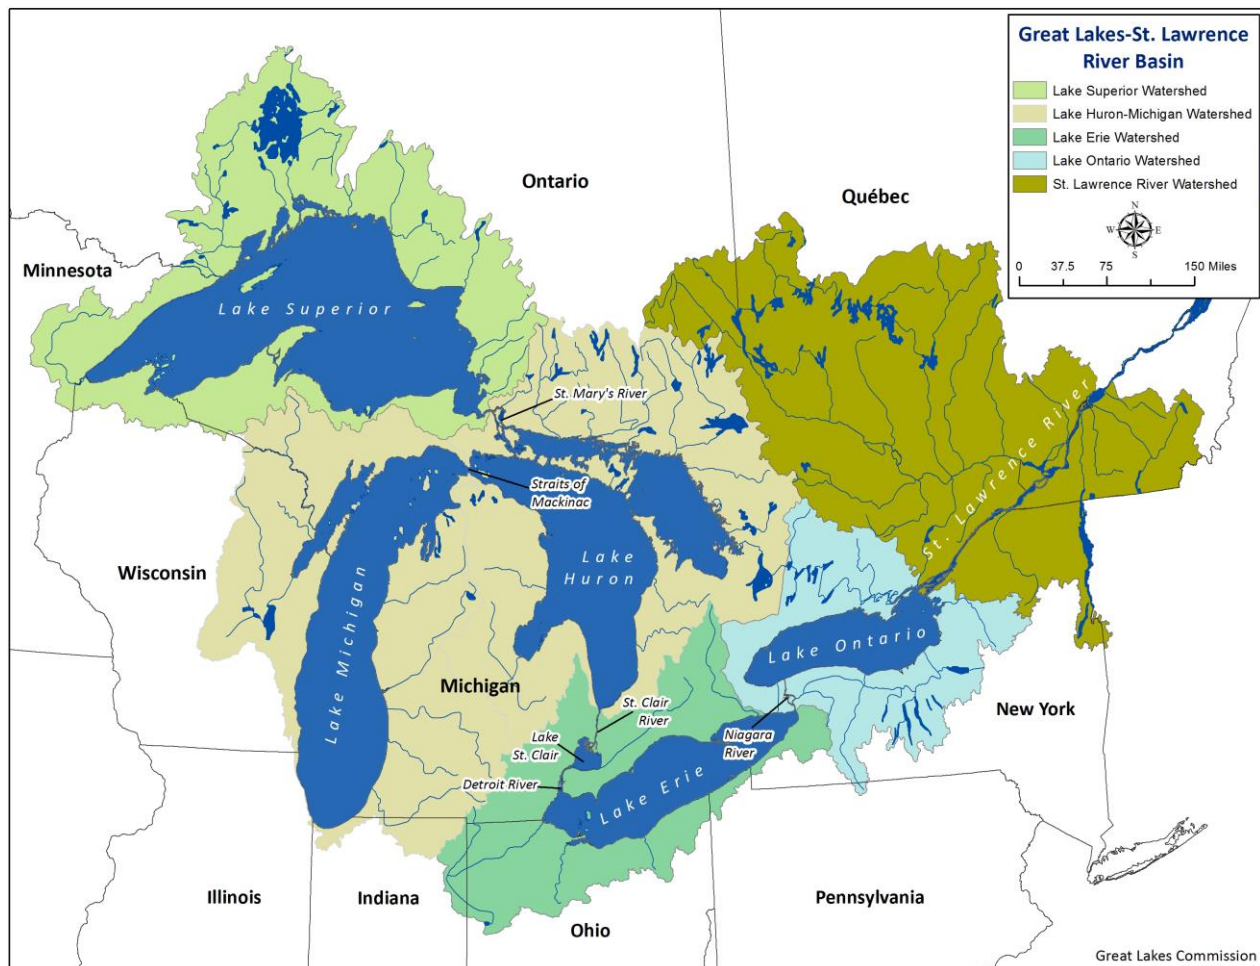 Great Lakes-St. Lawrence
River Basin
Lake Superior Watershed
Lake Huron-Michigan Watershed
Lake Erie Watershed
Lake Ontario Watershed
St. Lawrence River Watershed
N
W E
S
0 37.5 75 150 Miles
Ontario
Québec
Minnesota
Lake Superior
St. Mary's River
Straits of
Mackinac
St. Lawrence River
Wisconsin
Lake
Huron
Lake Michigan
Lake Ontario
Michigan
St. Clair
River
New York
Lake
St. Clair
Niagara
River
Detroit River
Lake Erie
Illinois
Indiana
Ohio
Pennsylvania
Great Lakes Commission